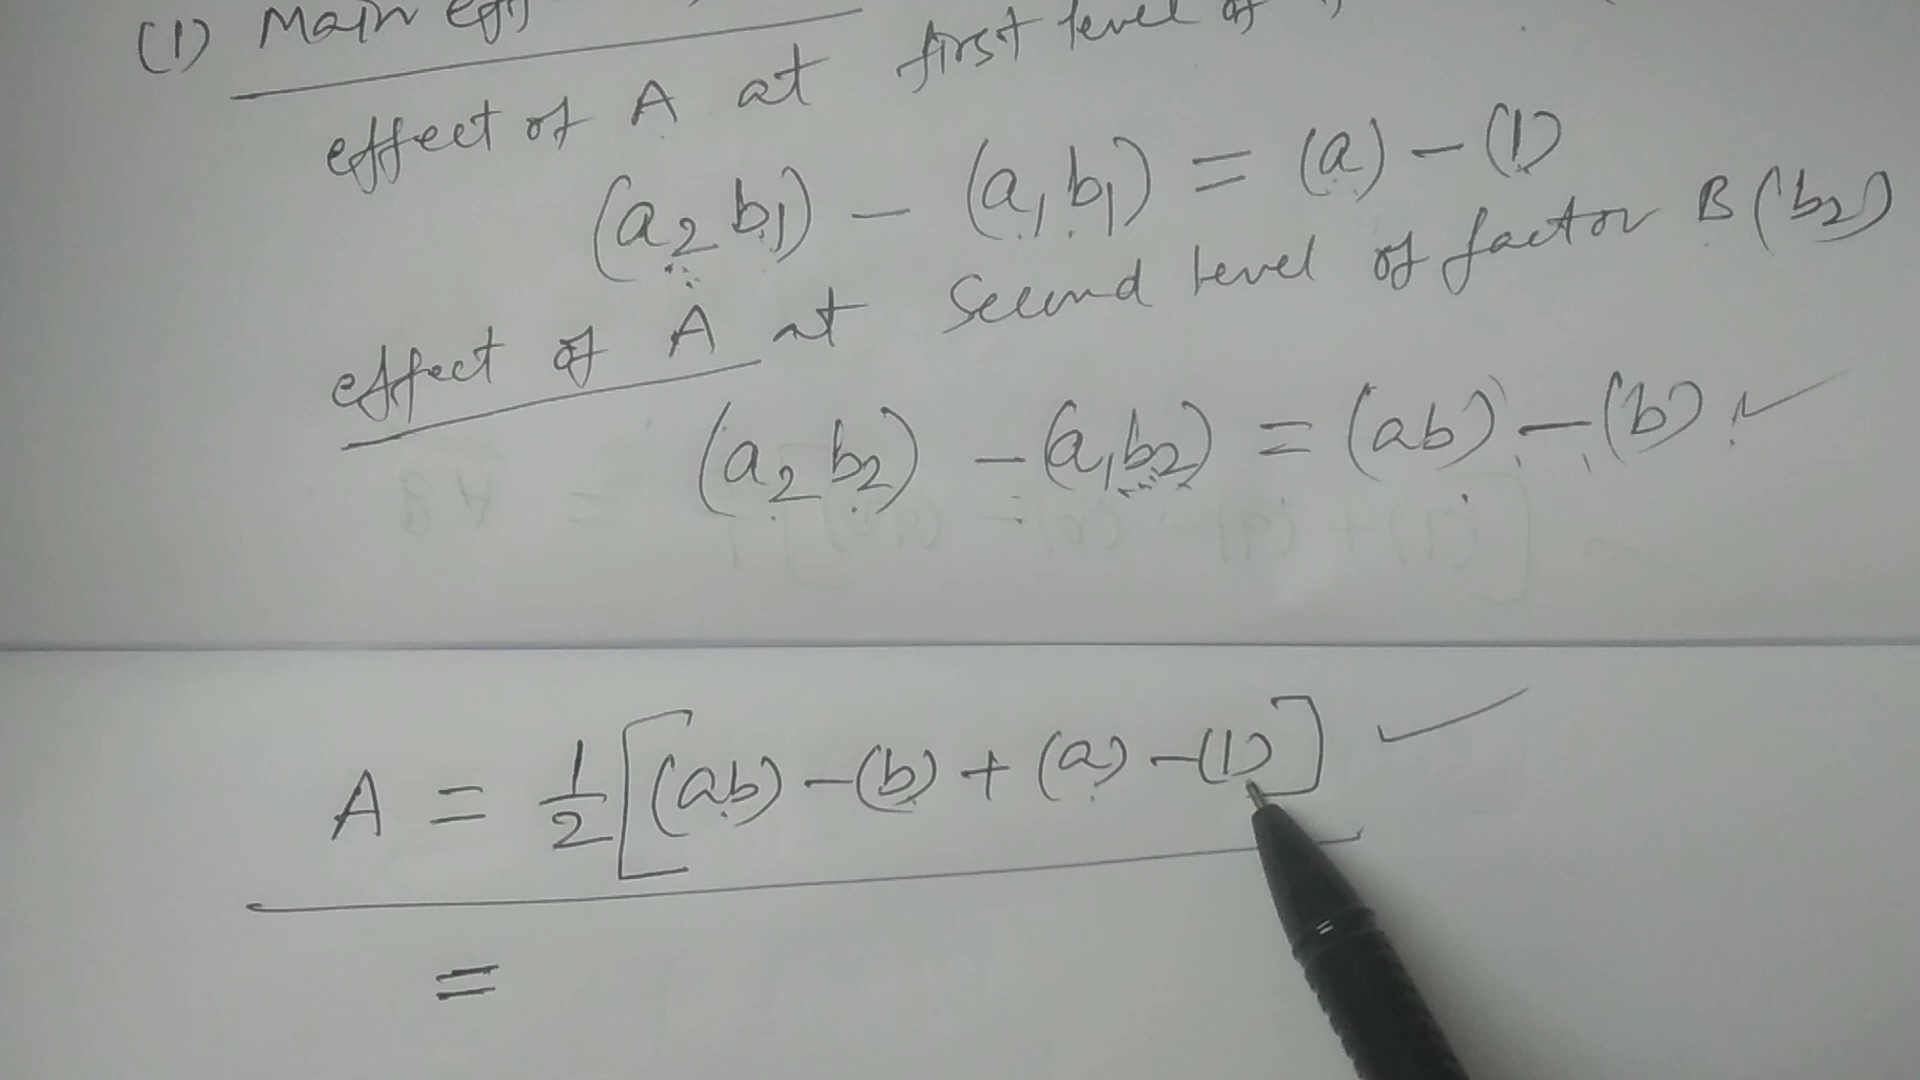 (1) Main
effect of A at first level of
(a₂ b₁) - (a₁ b₁) = (a) - (1)
effect of A at Second level of factor B (b₂)
(a₂ b₂) - (a₁ b₂) = (ab) - (b) ✓
A = 1/2 [(ab) - (b) + (a) - (1)] ✓
=